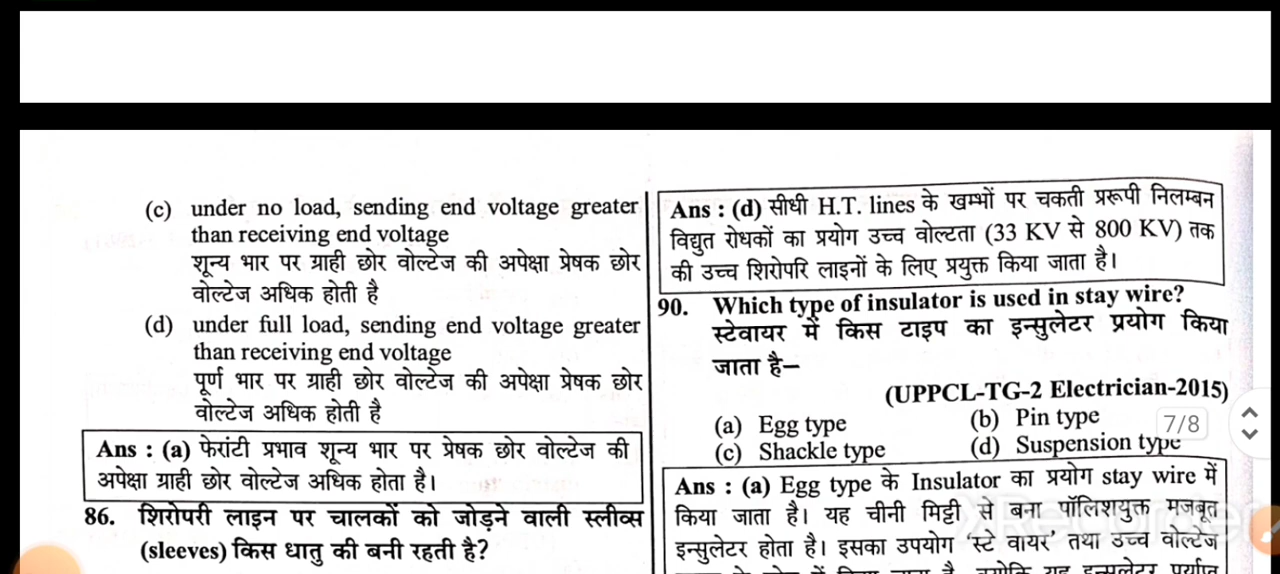 (c) under no load, sending end voltage greater
than receiving end voltage
शून्य भार पर ग्राही छोर वोल्टेज की अपेक्षा प्रेषक छोर
वोल्टेज अधिक होती है
(d) under full load, sending end voltage greater
than receiving end voltage
पूर्ण भार पर ग्राही छोर वोल्टेज की अपेक्षा प्रेषक छोर
वोल्टेज अधिक होती है
Ans : (a) फेरांटी प्रभाव शून्य भार पर प्रेषक छोर वोल्टेज की
अपेक्षा ग्राही छोर वोल्टेज अधिक होता है।
86. शिरोपरी लाइन पर चालकों को जोड़ने वाली स्लीव्स
(sleeves) किस धातु की बनी रहती है?
Ans : (d) सीधी H.T. lines के खम्भों पर चकती प्ररूपी निलम्बन
विद्युत रोधकों का प्रयोग उच्च वोल्टता (33 KV से 800 KV) तक
की उच्च शिरोपरि लाइनों के लिए प्रयुक्त किया जाता है।
90. Which type of insulator is used in stay wire?
स्टेवायर में किस टाइप का इन्सुलेटर प्रयोग किया
जाता है–
(UPPCL-TG-2 Electrician-2015)
(a) Egg type (b) Pin type
(c) Shackle type (d) Suspension type
7/8
Ans : (a) Egg type के Insulator का प्रयोग stay wire में
किया जाता है। यह चीनी मिट्टी से बना पॉलिशयुक्त मजबूत
इन्सुलेटर होता है। इसका उपयोग 'स्टे वायर' तथा उच्च वोल्टेज